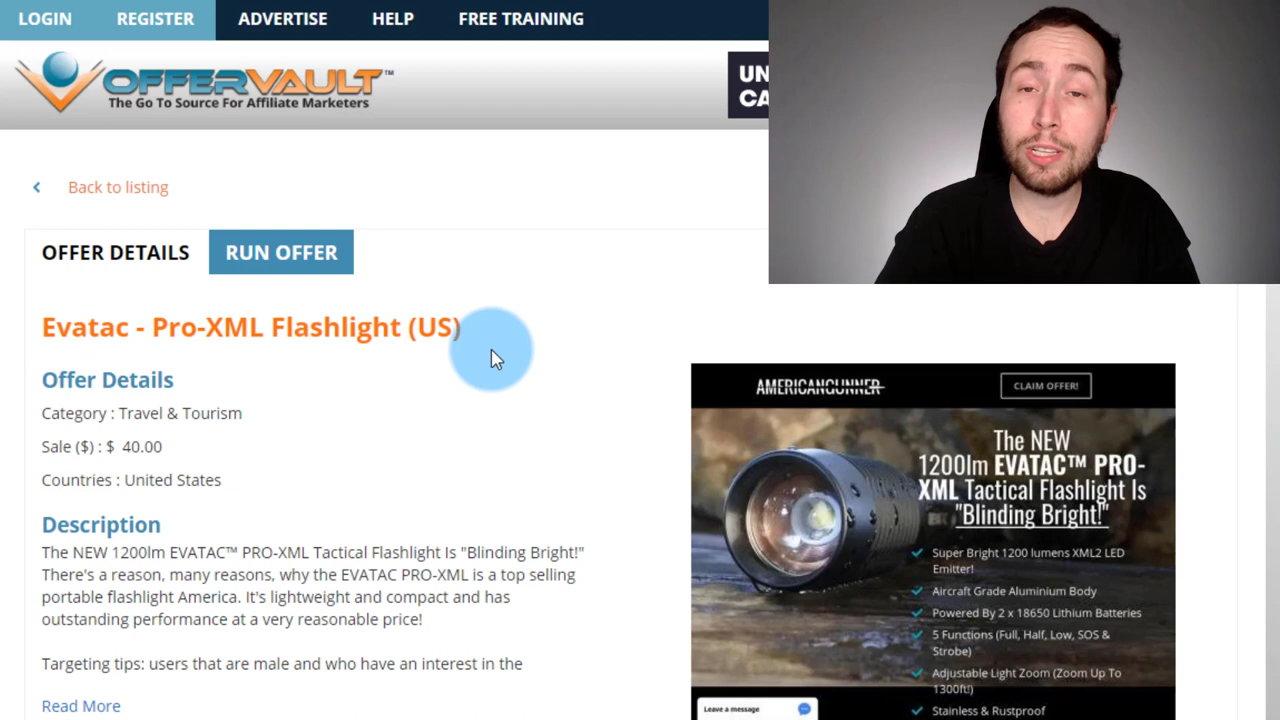 LOGIN REGISTER ADVERTISE HELP FREE TRAINING
OFFERVAULT™
The Go To Source For Affiliate Marketers
UN
CA
Back to listing
OFFER DETAILS RUN OFFER
Evatac - Pro-XML Flashlight (US)
Offer Details
Category : Travel & Tourism
Sale ($) : $ 40.00
Countries : United States
Description
The NEW 1200lm EVATAC™ PRO-XML Tactical Flashlight Is "Blinding Bright!"
There's a reason, many reasons, why the EVATAC PRO-XML is a top selling
portable flashlight America. It's lightweight and compact and has
outstanding performance at a very reasonable price!
Targeting tips: users that are male and who have an interest in the
Read More
AMERICANGUNNER CLAIM OFFER!
The NEW
1200lm EVATAC™ PRO-
XML Tactical Flashlight Is
"Blinding Bright!"
Super Bright 1200 lumens XML2 LED
Emitter!
Aircraft Grade Aluminium Body
Powered By 2 x 18650 Lithium Batteries
5 Functions (Full, Half, Low, SOS &
Strobe)
Adjustable Light Zoom (Zoom Up To
1300ft!)
Stainless & Rustproof
Leave a message